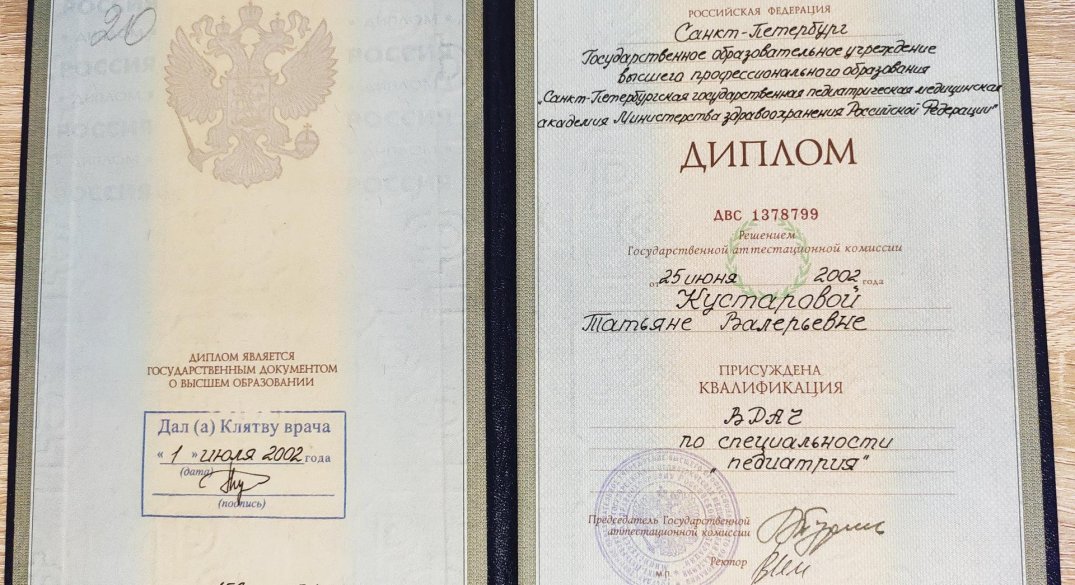 20
ДИПЛОМ ЯВЛЯЕТСЯ
ГОСУДАРСТВЕННЫМ ДОКУМЕНТОМ
О ВЫСШЕМ ОБРАЗОВАНИИ
Дал (а) Клятву врача
« 1 » июля 2002 года
(дата)
(подпись)
РОССИЙСКАЯ ФЕДЕРАЦИЯ
Санкт-Петербург
Государственное образовательное учреждение
высшего профессионального образования
„Санкт-Петербургская государственная педиатрическая медицинская
академия Министерства здравоохранения Российской Федерации"
ДИПЛОМ
ДВС 1378799
Решением
Государственной аттестационной комиссии
от 25 июня 2002 года
Кустаровой
Татьяне Валерьевне
ПРИСУЖДЕНА
КВАЛИФИКАЦИЯ
ВРАЧ
по специальности
„педиатрия"
Председатель Государственной
аттестационной комиссии
Ректор
М.П.